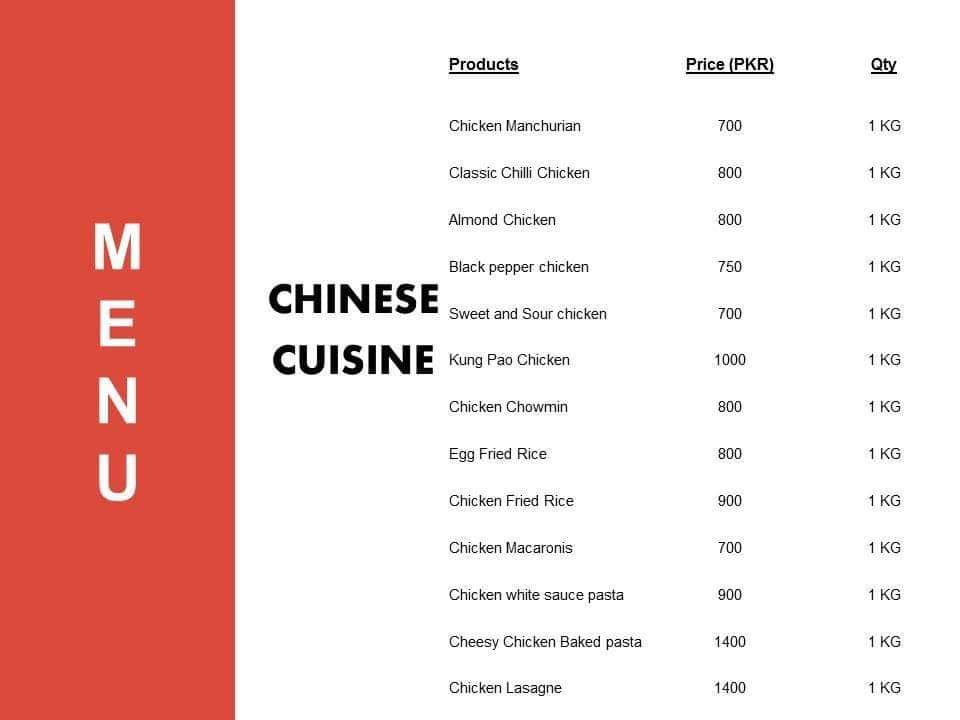 M
E
N
U
CHINESE
CUISINE
Products Price (PKR) Qty
Chicken Manchurian 700 1 KG
Classic Chilli Chicken 800 1 KG
Almond Chicken 800 1 KG
Black pepper chicken 750 1 KG
Sweet and Sour chicken 700 1 KG
Kung Pao Chicken 1000 1 KG
Chicken Chowmin 800 1 KG
Egg Fried Rice 800 1 KG
Chicken Fried Rice 900 1 KG
Chicken Macaronis 700 1 KG
Chicken white sauce pasta 900 1 KG
Cheesy Chicken Baked pasta 1400 1 KG
Chicken Lasagne 1400 1 KG